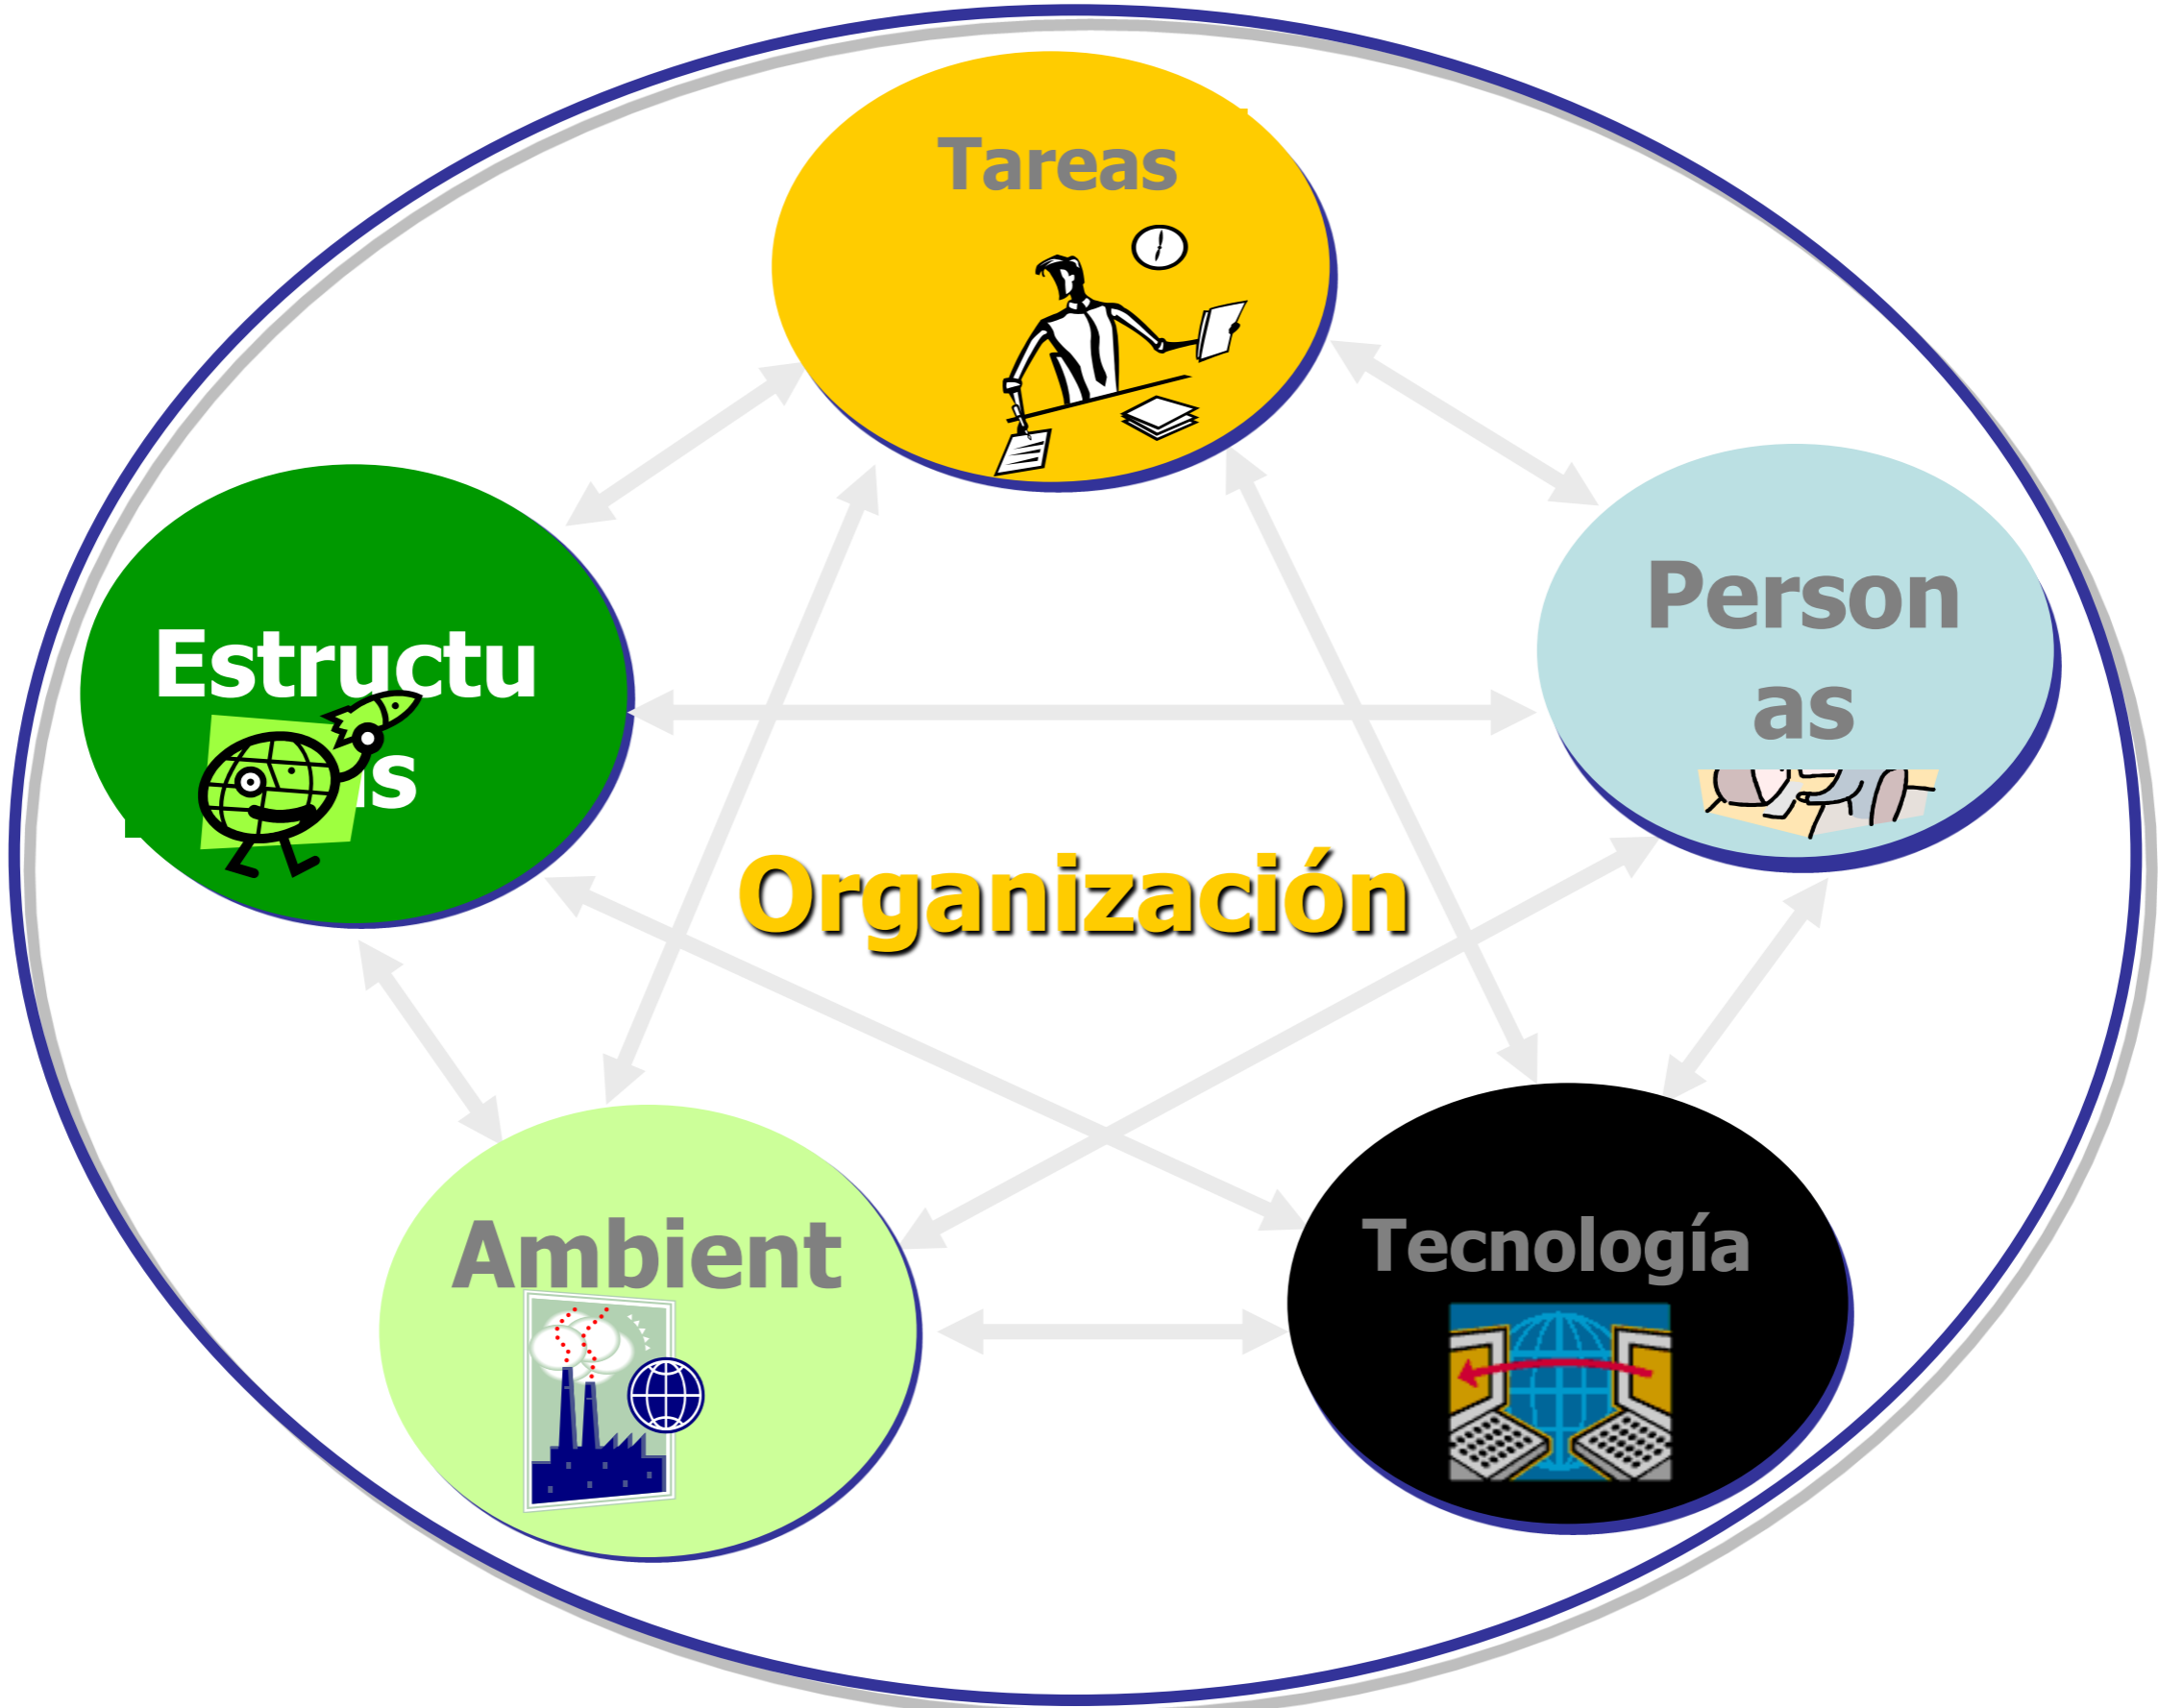 Tareas
Person
as
Estructu
s
Organización
Ambient
Tecnología